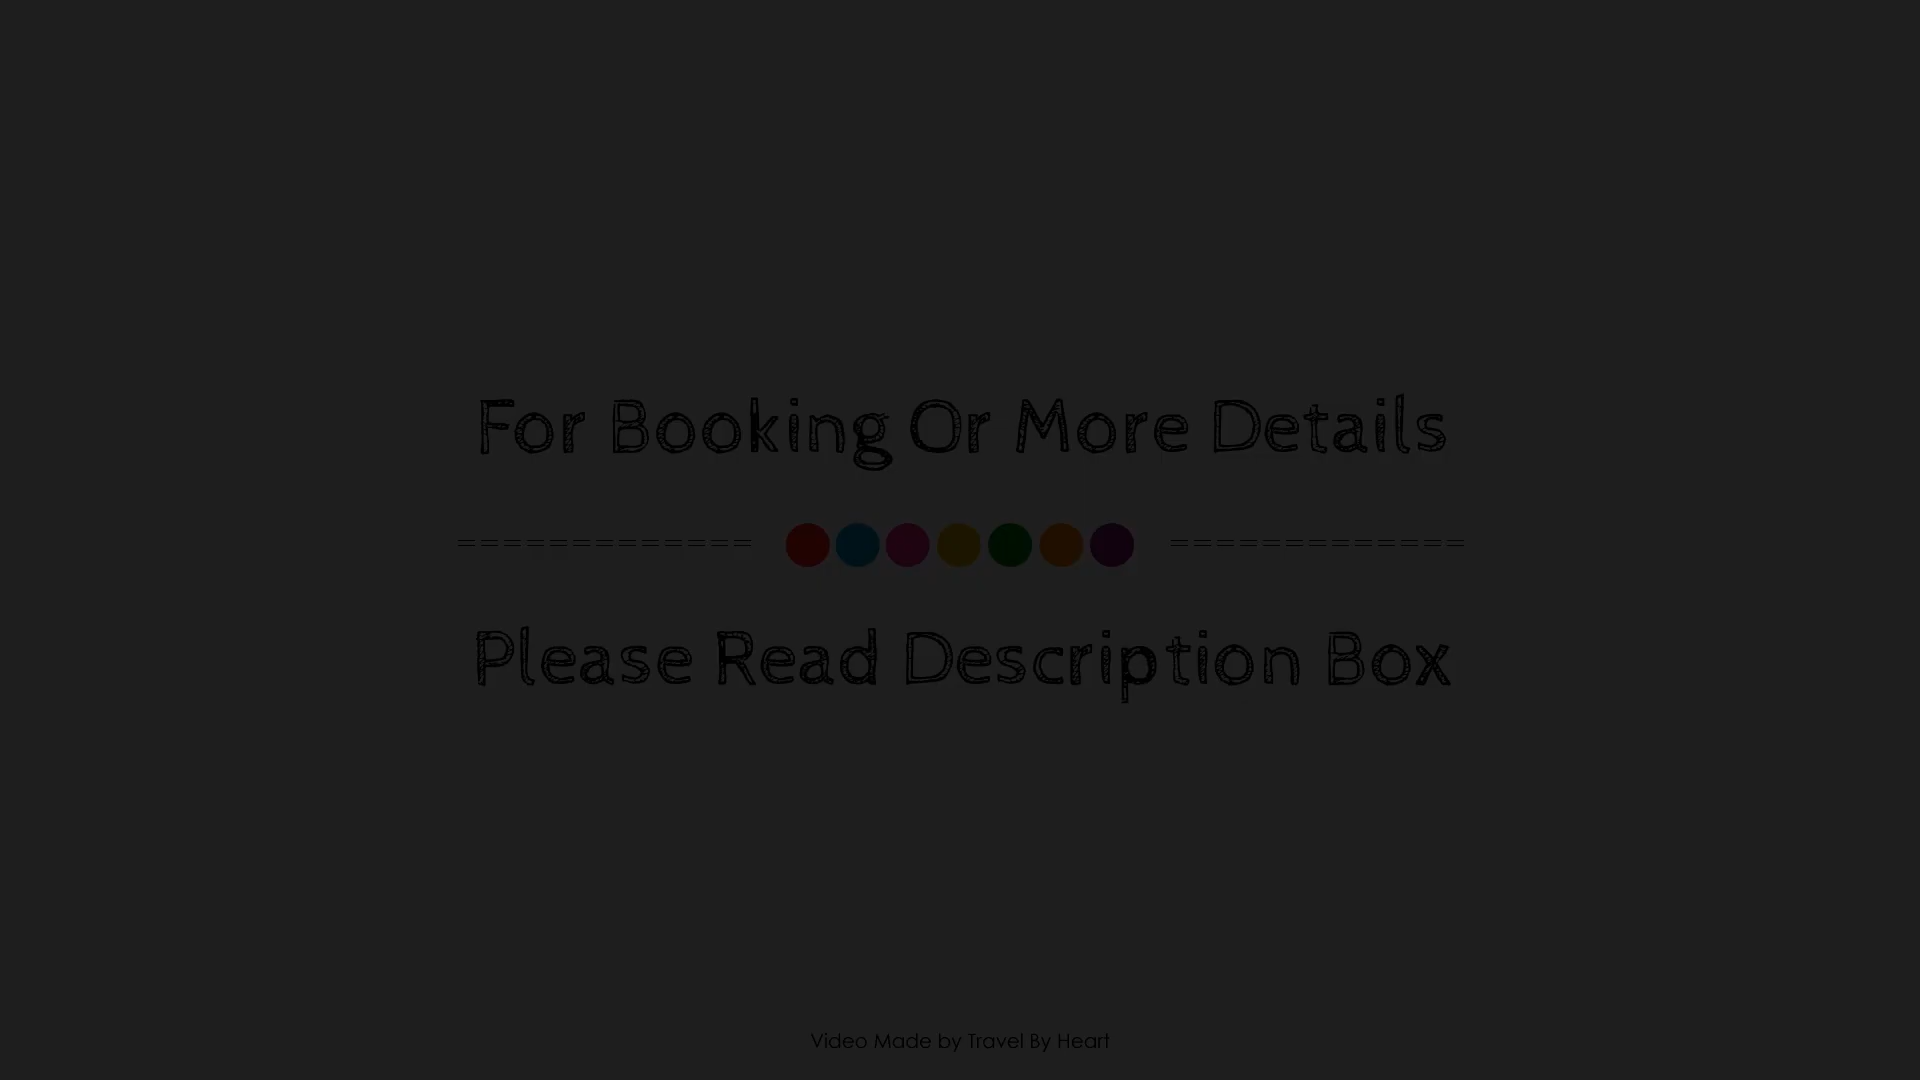 For Booking Or More Details
============= =============
Please Read Description Box
Video Made by Travel By Heart